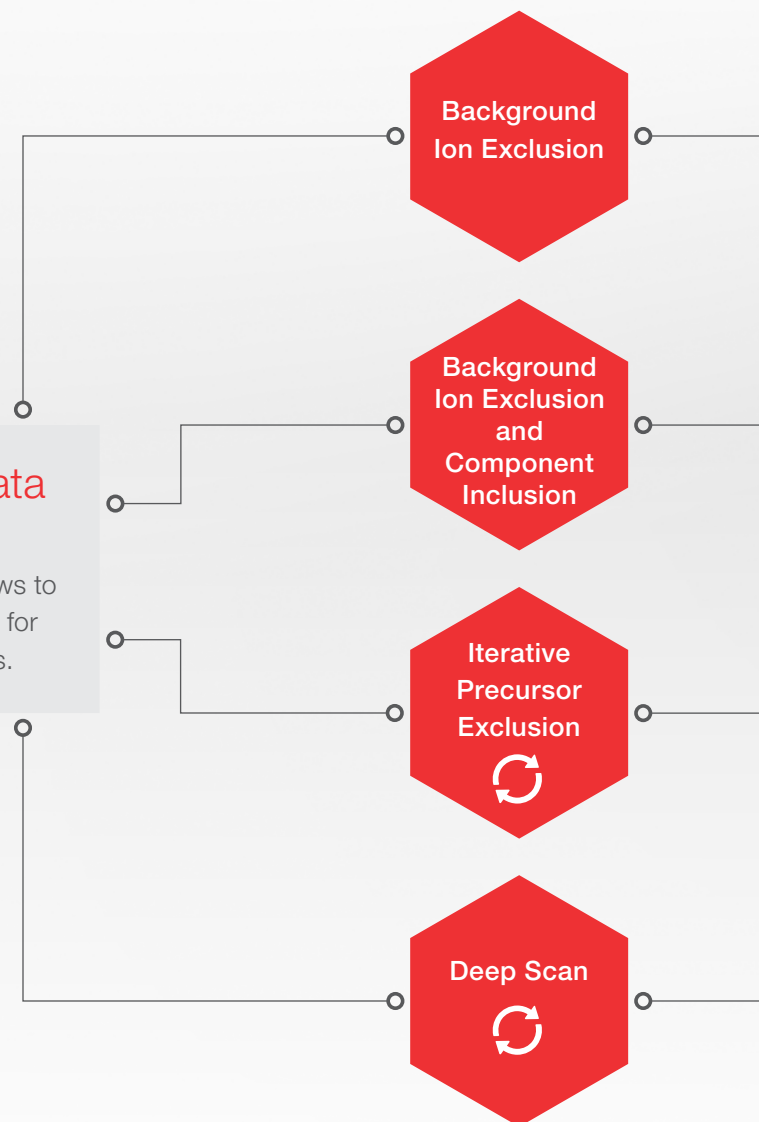 Background
Ion Exclusion
Background
Ion Exclusion
and
Component
Inclusion
ata
ws to
for
s.
Iterative
Precursor
Exclusion
Deep Scan